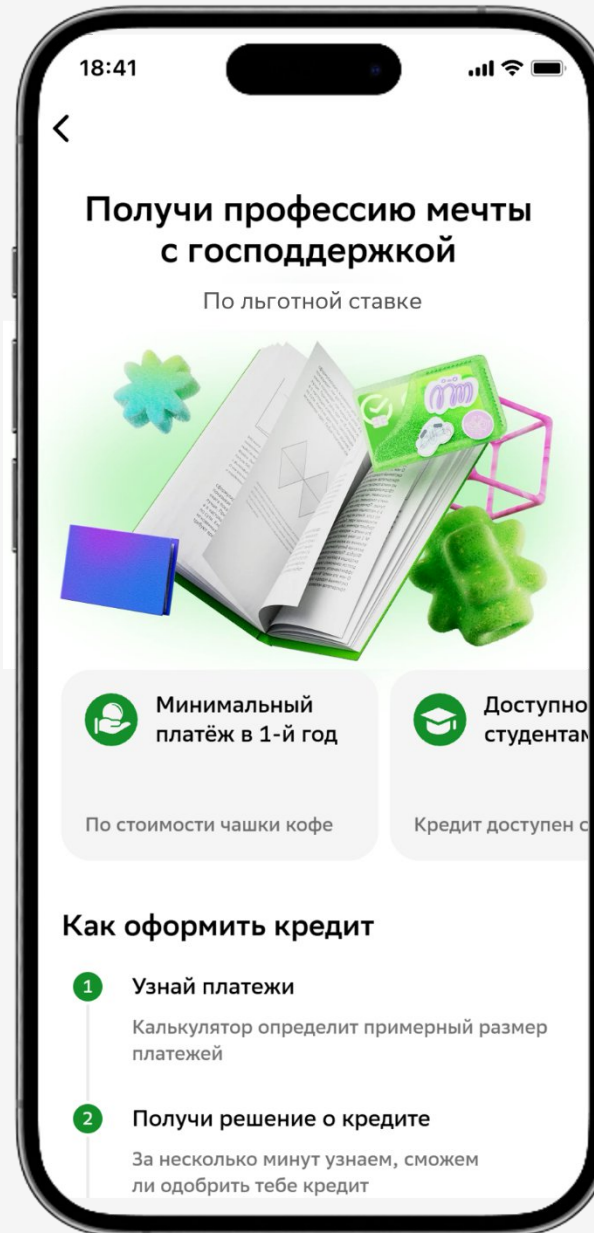 18:41
Получи профессию мечты
с господдержкой
По льготной ставке
Минимальный
платёж в 1-й год
По стоимости чашки кофе
Доступно
студентам
Кредит доступен с
Как оформить кредит
1
Узнай платежи
Калькулятор определит примерный размер
платежей
2
Получи решение о кредите
За несколько минут узнаем, сможем
ли одобрить тебе кредит